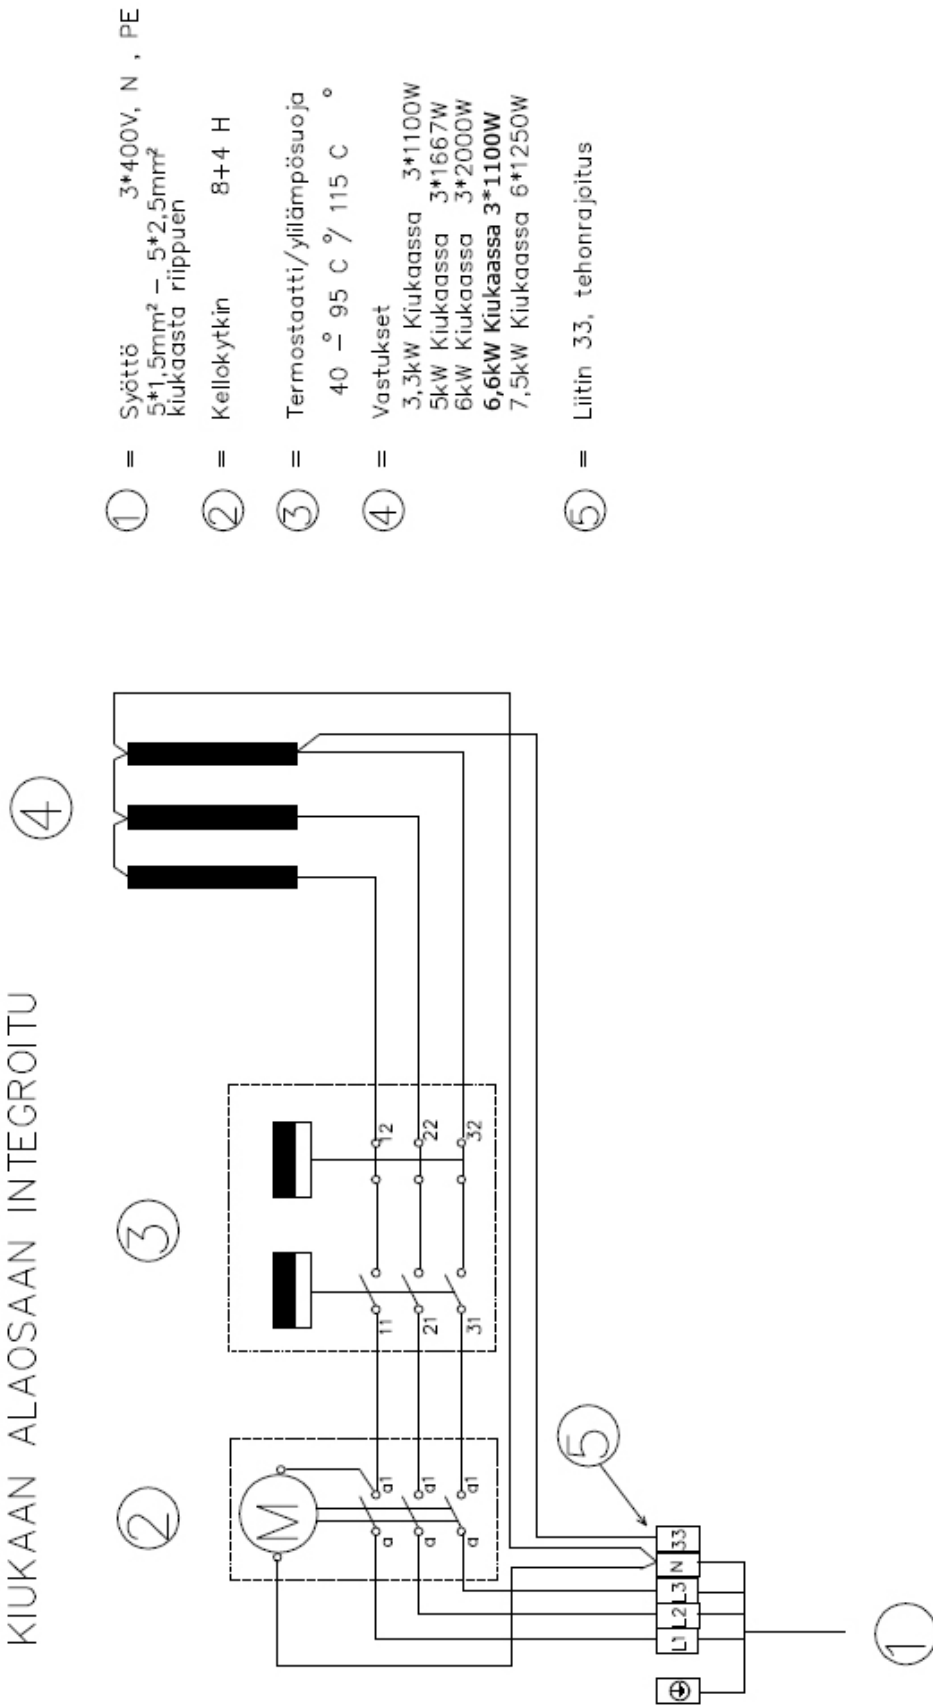 KIUKAAN ALAOSAAN INTEGROITU
① = Syöttö 3*400V, N , PE
5*1,5mm² – 5*2,5mm²
kiukaasta riippuen
② = Kellokytkin 8+4 H
③ = Termostaatti/ylilämpösuoja
40 –° 95 C °/ 115 C °
④ = Vastukset
3,3kW Kiukaassa 3*1100W
5kW Kiukaassa 3*1667W
6kW Kiukaassa 3*2000W
6,6kW Kiukaassa 3*1100W
7,5kW Kiukaassa 6*1250W
⑤ = Liitin 33, tehonrajoitus
②
③
④
M
a a1
a a1
a a1
11 12
21 22
31 32
⑤
L1 L2 L3 N 33
①